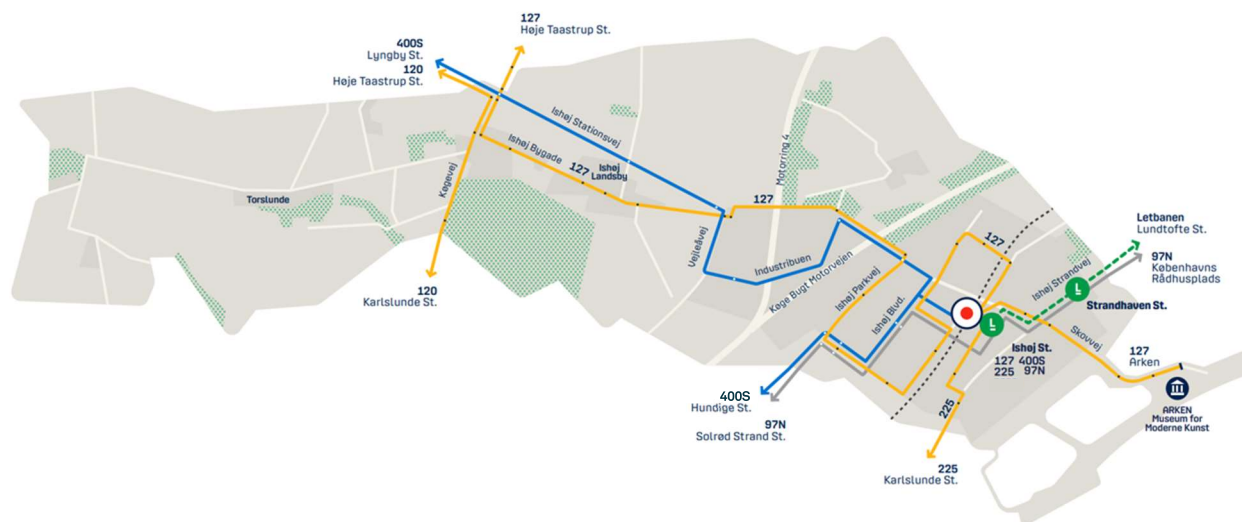 127
Høje Taastrup St.
400S
Lyngby St.
120
Høje Taastrup St.
Ishøj Stationsvej
Ishøj Bygade
127
Ishøj
Landsby
Køgevej
Torslunde
Motorring 4
127
Vejleåvej
Industribuen
Køge Bugt Motorvejen
Ishøj Parkvej
Ishøj Blvd.
127
Ishøj Strandvej
Letbanen
Lundtofte St.
97N
Københavns
Rådhusplads
L
Strandhaven St.
L
Ishøj St.
127 400S
225 97N
Skovvej
127
Arken
ARKEN
Museum for
Moderne Kunst
120
Karlslunde St.
400S
Hundige St.
97N
Solrød Strand St.
225
225
Karlslunde St.